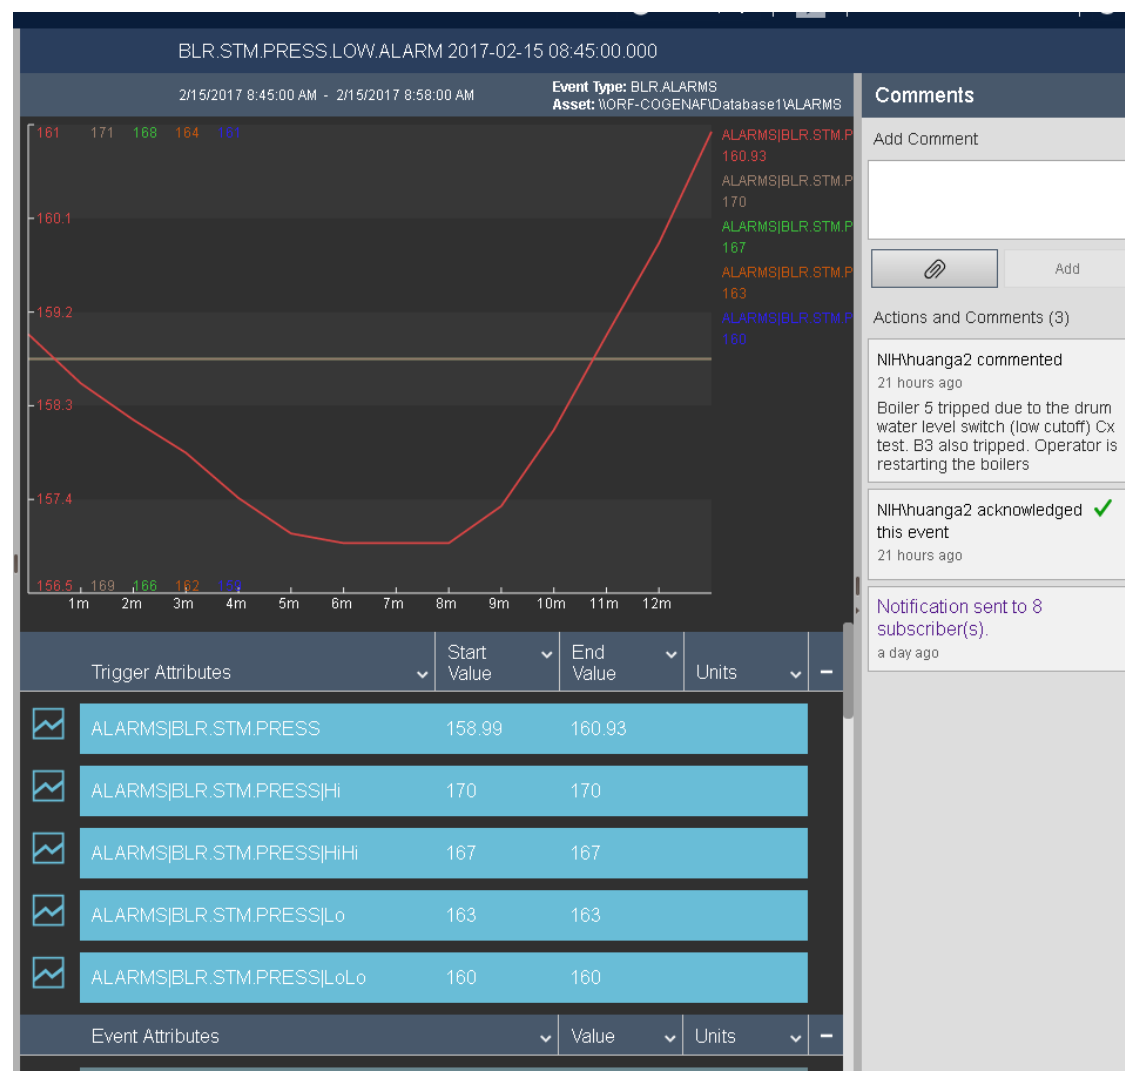 BLR.STM.PRESS.LOW.ALARM 2017-02-15 08:45:00.000
2/15/2017 8:45:00 AM - 2/15/2017 8:58:00 AM
Event Type: BLR.ALARMS
Asset: \\ORF-COGENAF\Database1\ALARMS
161 171 168 164 161
160.1
159.2
158.3
157.4
156.5 169 166 162 159
1m 2m 3m 4m 5m 6m 7m 8m 9m 10m 11m 12m
ALARMS|BLR.STM.P
160.93
ALARMS|BLR.STM.P
170
ALARMS|BLR.STM.P
167
ALARMS|BLR.STM.P
163
ALARMS|BLR.STM.P
160
Trigger Attributes Start Value End Value Units
ALARMS|BLR.STM.PRESS 158.99 160.93
ALARMS|BLR.STM.PRESS|Hi 170 170
ALARMS|BLR.STM.PRESS|HiHi 167 167
ALARMS|BLR.STM.PRESS|Lo 163 163
ALARMS|BLR.STM.PRESS|LoLo 160 160
Event Attributes Value Units
Comments
Add Comment
Add
Actions and Comments (3)
NIH\huanga2 commented
21 hours ago
Boiler 5 tripped due to the drum
water level switch (low cutoff) Cx
test. B3 also tripped. Operator is
restarting the boilers
NIH\huanga2 acknowledged
this event
21 hours ago
Notification sent to 8
subscriber(s).
a day ago